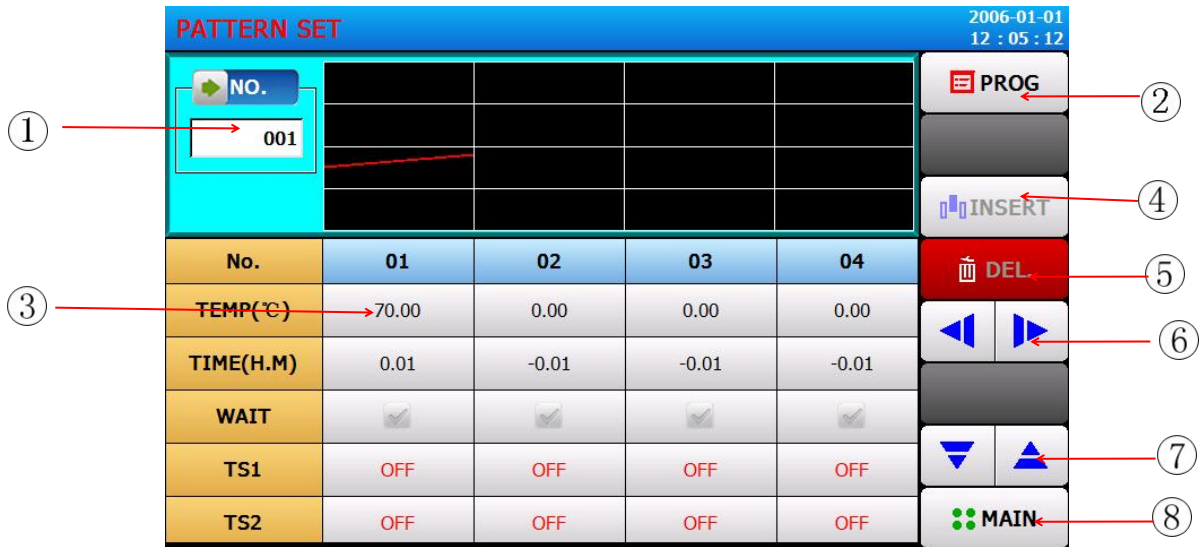 PATTERN SET
2006-01-01
12 : 05 : 12
NO.
001
PROG
INSERT
DEL.
MAIN
No. 01 02 03 04
TEMP(℃) -70.00 0.00 0.00 0.00
TIME(H.M) 0.01 -0.01 -0.01 -0.01
WAIT
TS1 OFF OFF OFF OFF
TS2 OFF OFF OFF OFF
①
②
③
④
⑤
⑥
⑦
⑧